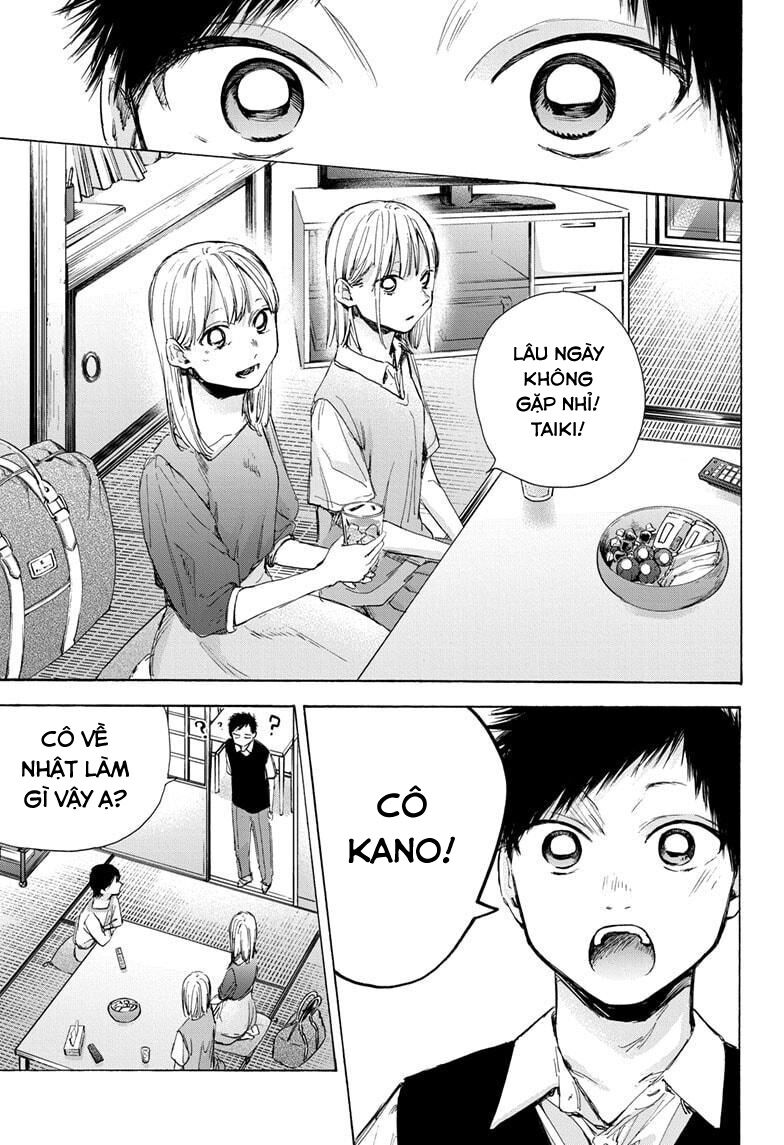 LÂU NGÀY
KHÔNG
GẶP NHỈ!
TAIKI!
CÔ
KANO!
?
?
CÔ VỀ
NHẬT LÀM
GÌ VẬY Ạ?